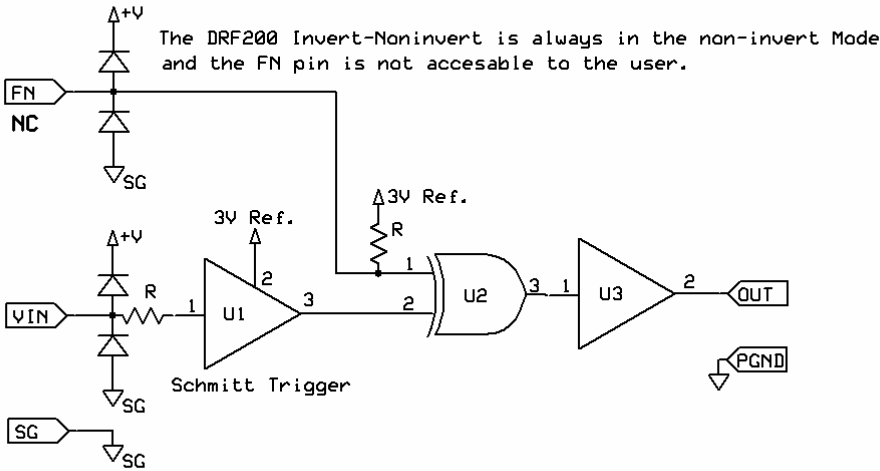 +V
The DRF200 Invert-Noninvert is always in the non-invert Mode
and the FN pin is not accesable to the user.
FN
NC
SG
3V Ref.
3V Ref.
+V
R
R
1
2
3
1
2
3
1
2
VIN
U1
U2
U3
OUT
PGND
Schmitt Trigger
SG
SG
SG